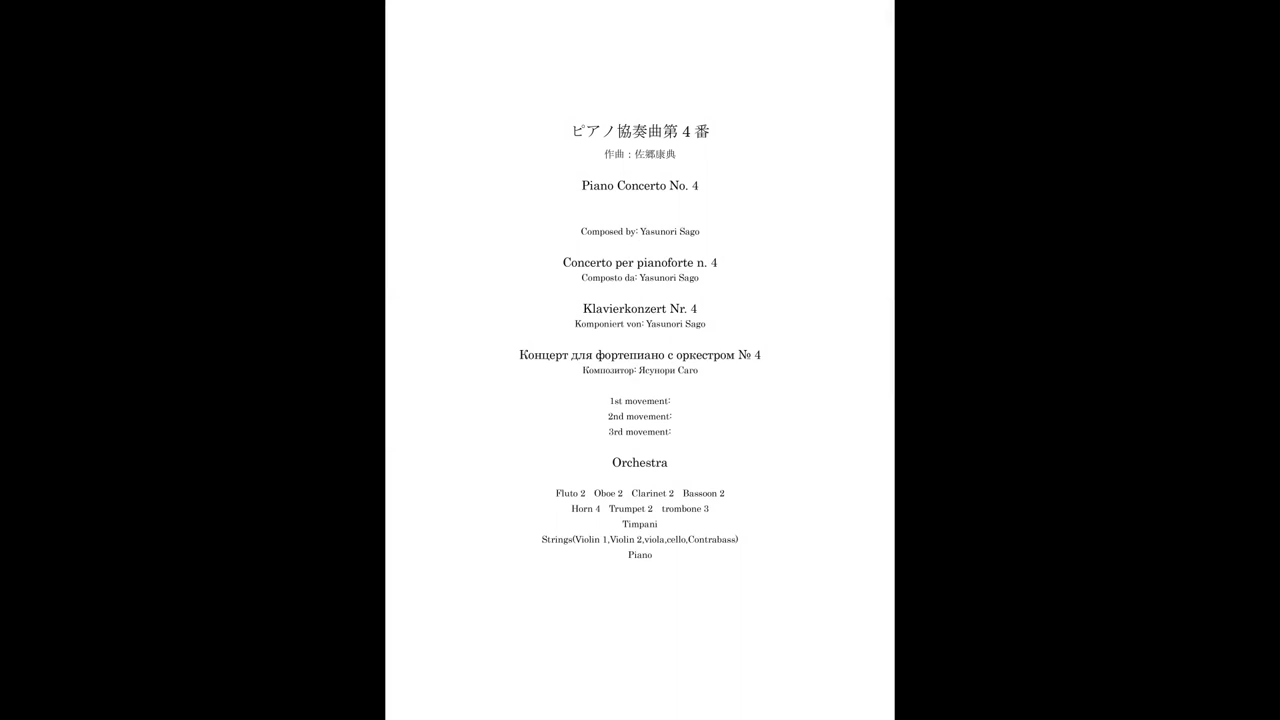 ピアノ協奏曲第 4 番
作曲：佐郷康典
Piano Concerto No. 4
Composed by: Yasunori Sago
Concerto per pianoforte n. 4
Composto da: Yasunori Sago
Klavierkonzert Nr. 4
Komponiert von: Yasunori Sago
Концерт для фортепиано с оркестром № 4
Композитор: Ясунори Саго
1st movement:
2nd movement:
3rd movement:
Orchestra
Fluto 2 Oboe 2 Clarinet 2 Bassoon 2
Horn 4 Trumpet 2 trombone 3
Timpani
Strings(Violin 1,Violin 2,viola,cello,Contrabass)
Piano